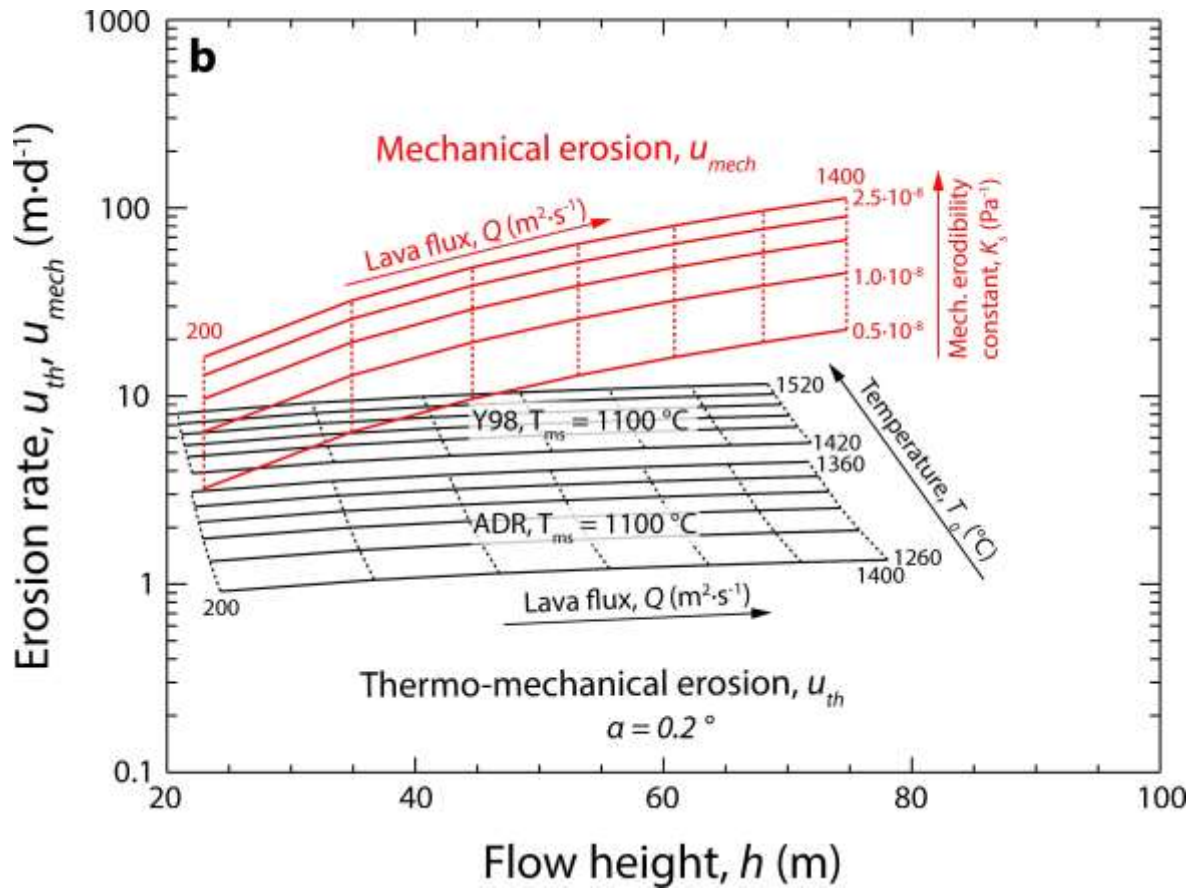 b
1000
100
10
1
0.1
20
40
60
80
100
Erosion rate, u_th, u_mech (m·d⁻¹)
Flow height, h (m)
Mechanical erosion, u_mech
Lava flux, Q (m²·s⁻¹)
200
1400
2.5·10⁻⁸
1.0·10⁻⁸
0.5·10⁻⁸
Mech. erodibility
constant, K_s (Pa⁻¹)
Y98, T_ms = 1100 °C
1520
1420
1360
ADR, T_ms = 1100 °C
1260
1400
200
Temperature, T_0 (°C)
Lava flux, Q (m²·s⁻¹)
Thermo-mechanical erosion, u_th
α = 0.2 °